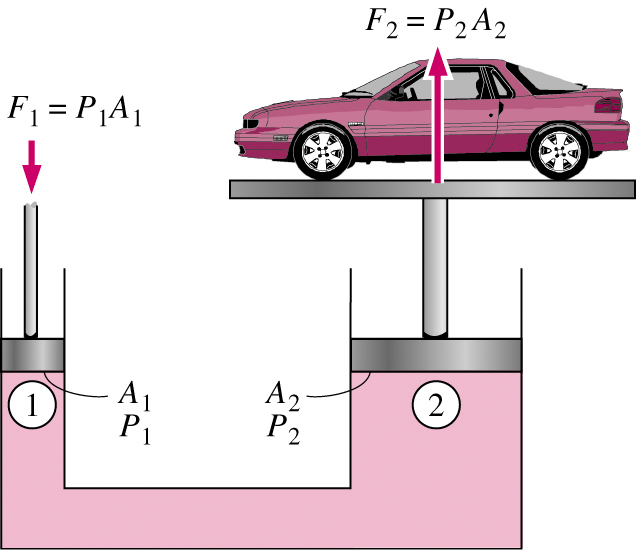 F₂ = P₂A₂
F₁ = P₁A₁
A₁
P₁
A₂
P₂
1
2